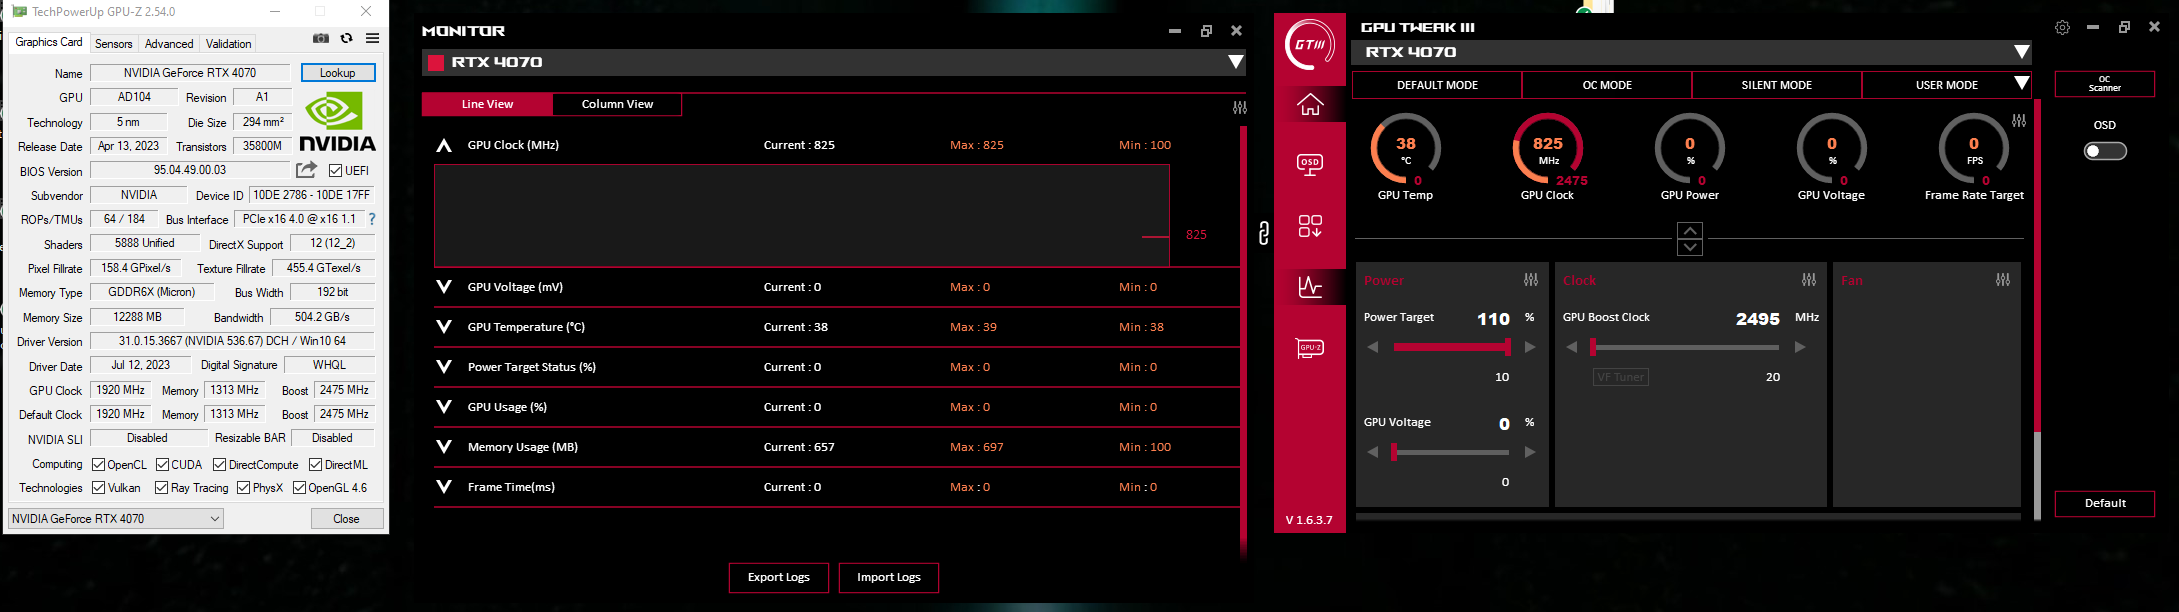 TechPowerUp GPU-Z 2.54.0
Graphics Card Sensors Advanced Validation
Name NVIDIA GeForce RTX 4070 Lookup
GPU AD104 Revision A1
Technology 5 nm Die Size 294 mm²
Release Date Apr 13, 2023 Transistors 35800M
NVIDIA
BIOS Version 95.04.49.00.03 UEFI
Subvendor NVIDIA Device ID 10DE 2786 - 10DE 17FF
ROPs/TMUs 64 / 184 Bus Interface PCIe x16 4.0 @ x16 1.1 ?
Shaders 5888 Unified DirectX Support 12 (12_2)
Pixel Fillrate 158.4 GPixel/s Texture Fillrate 455.4 GTexel/s
Memory Type GDDR6X (Micron) Bus Width 192 bit
Memory Size 12288 MB Bandwidth 504.2 GB/s
Driver Version 31.0.15.3667 (NVIDIA 536.67) DCH / Win10 64
Driver Date Jul 12, 2023 Digital Signature WHQL
GPU Clock 1920 MHz Memory 1313 MHz Boost 2475 MHz
Default Clock 1920 MHz Memory 1313 MHz Boost 2475 MHz
NVIDIA SLI Disabled Resizable BAR Disabled
Computing OpenCL CUDA DirectCompute DirectML
Technologies Vulkan Ray Tracing PhysX OpenGL 4.6
NVIDIA GeForce RTX 4070 Close
MONITOR
RTX 4070
Line View Column View
GPU Clock (MHz) Current : 825 Max : 825 Min : 100
825
GPU Voltage (mV) Current : 0 Max : 0 Min : 0
GPU Temperature (°C) Current : 38 Max : 39 Min : 38
Power Target Status (%) Current : 0 Max : 0 Min : 0
GPU Usage (%) Current : 0 Max : 0 Min : 0
Memory Usage (MB) Current : 657 Max : 697 Min : 100
Frame Time(ms) Current : 0 Max : 0 Min : 0
Export Logs Import Logs
GTIII
OSD
GPU-Z
V 1.6.3.7
GPU TWEAK III
RTX 4070
DEFAULT MODE OC MODE SILENT MODE USER MODE
OC
Scanner
OSD
38 825 0 0 0
°C MHz % % FPS
0 2475 0 0 0
GPU Temp GPU Clock GPU Power GPU Voltage Frame Rate Target
Power Clock Fan
Power Target 110 % GPU Boost Clock 2495 MHz
10 VF Tuner 20
GPU Voltage 0 %
0
Default